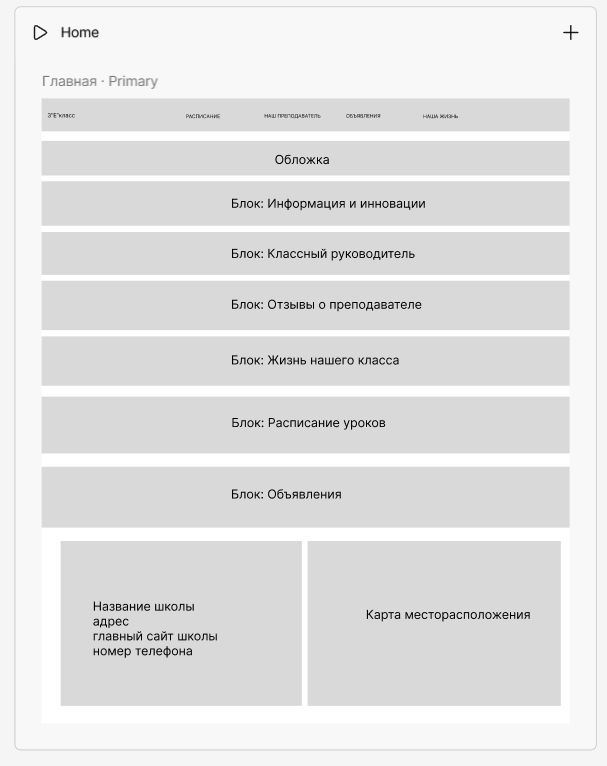 Home
Главная · Primary
3"Е"класс
РАСПИСАНИЕ НАШ ПРЕПОДАВАТЕЛЬ ОБЪЯВЛЕНИЯ НАША ЖИЗНЬ
Обложка
Блок: Информация и инновации
Блок: Классный руководитель
Блок: Отзывы о преподавателе
Блок: Жизнь нашего класса
Блок: Расписание уроков
Блок: Объявления
Название школы
адрес
главный сайт школы
номер телефона
Карта месторасположения